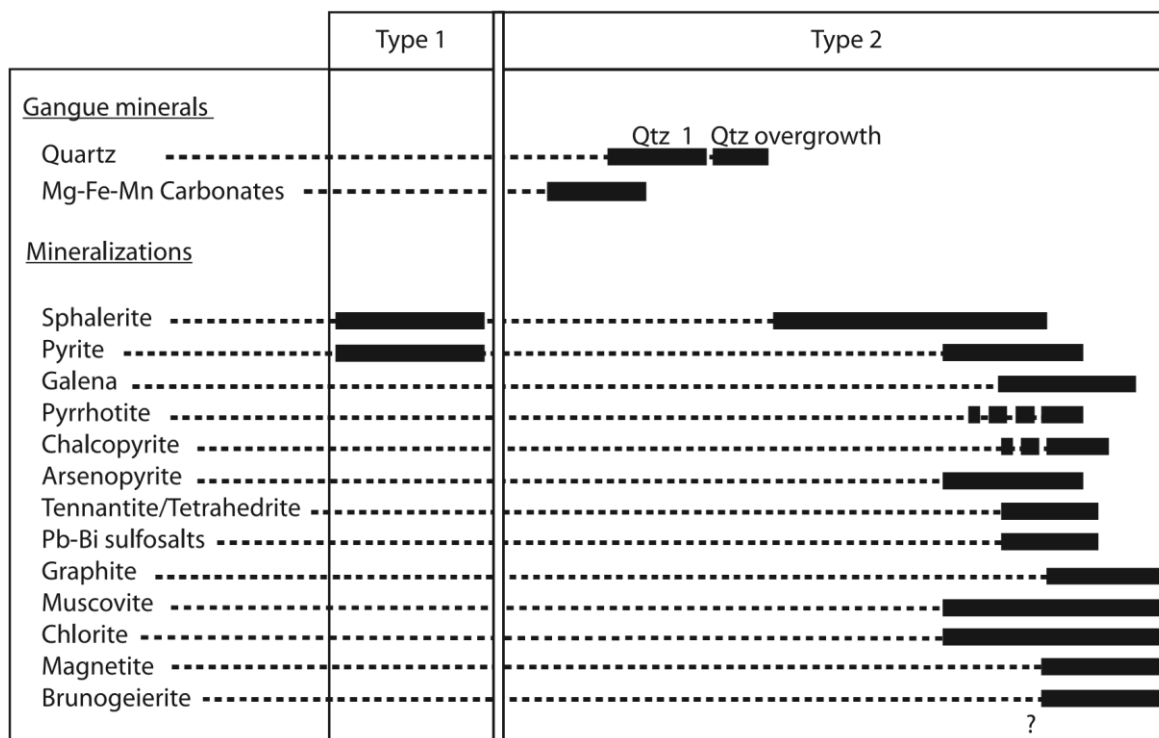 Type 1 Type 2
Gangue minerals
Qtz 1 Qtz overgrowth
Quartz
Mg-Fe-Mn Carbonates
Mineralizations
Sphalerite
Pyrite
Galena
Pyrrhotite
Chalcopyrite
Arsenopyrite
Tennantite/Tetrahedrite
Pb-Bi sulfosalts
Graphite
Muscovite
Chlorite
Magnetite
Brunogeierite
?